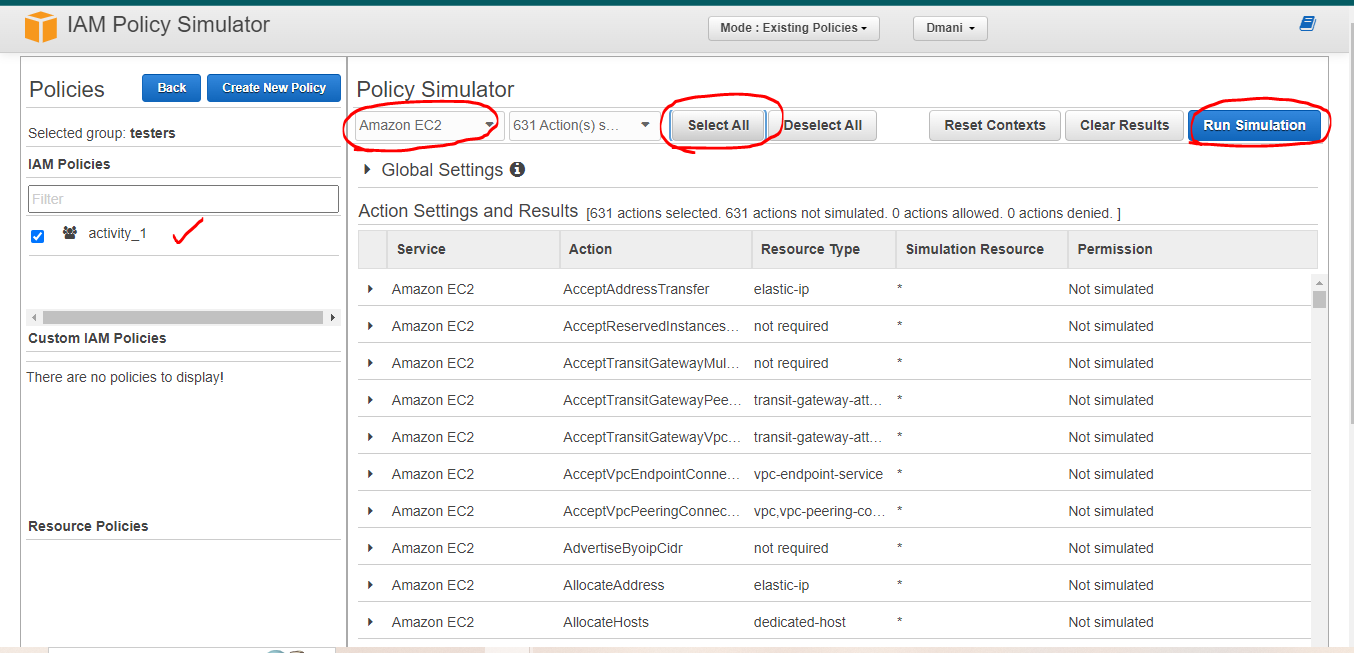 IAM Policy Simulator
Mode : Existing Policies
Dmani
Policies
Back
Create New Policy
Selected group: testers
IAM Policies
Filter
activity_1
Custom IAM Policies
There are no policies to display!
Resource Policies
Policy Simulator
Amazon EC2
631 Action(s) s...
Select All
Deselect All
Reset Contexts
Clear Results
Run Simulation
Global Settings
Action Settings and Results [631 actions selected. 631 actions not simulated. 0 actions allowed. 0 actions denied. ]
Service Action Resource Type Simulation Resource Permission
Amazon EC2 AcceptAddressTransfer elastic-ip * Not simulated
Amazon EC2 AcceptReservedInstances... not required * Not simulated
Amazon EC2 AcceptTransitGatewayMul... not required * Not simulated
Amazon EC2 AcceptTransitGatewayPee... transit-gateway-att... * Not simulated
Amazon EC2 AcceptTransitGatewayVpc... transit-gateway-att... * Not simulated
Amazon EC2 AcceptVpcEndpointConne... vpc-endpoint-service * Not simulated
Amazon EC2 AcceptVpcPeeringConnec... vpc,vpc-peering-co... * Not simulated
Amazon EC2 AdvertiseByoipCidr not required * Not simulated
Amazon EC2 AllocateAddress elastic-ip * Not simulated
Amazon EC2 AllocateHosts dedicated-host * Not simulated